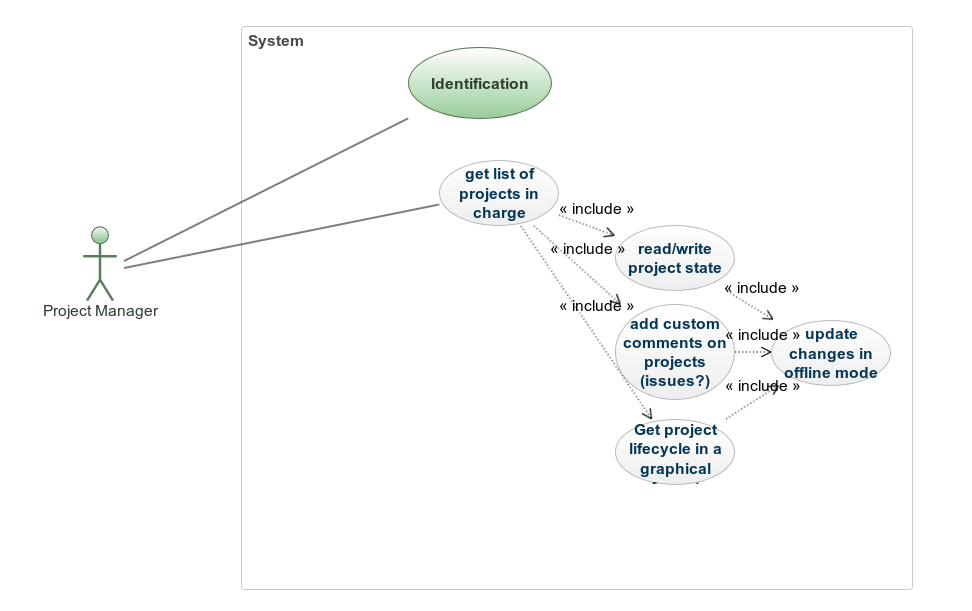 System
Identification
get list of
projects in
charge
« include »
« include »
read/write
project state
« include »
« include »
add custom
comments on
projects
(issues?)
« include »
update
changes in
offline mode
« include »
Get project
lifecycle in a
graphical
Project Manager